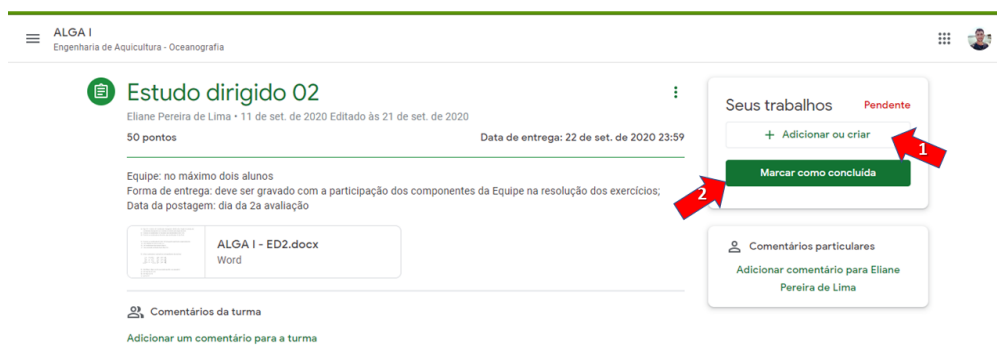 ALGA I
Engenharia de Aquicultura - Oceanografia
Estudo dirigido 02
Eliane Pereira de Lima • 11 de set. de 2020 Editado às 21 de set. de 2020
50 pontos
Data de entrega: 22 de set. de 2020 23:59
Equipe: no máximo dois alunos
Forma de entrega: deve ser gravado com a participação dos componentes da Equipe na resolução dos exercícios;
Data da postagem: dia da 2a avaliação
ALGA I - ED2.docx
Word
Comentários da turma
Adicionar um comentário para a turma
Seus trabalhos
Pendente
+ Adicionar ou criar
1
Marcar como concluída
2
Comentários particulares
Adicionar comentário para Eliane
Pereira de Lima